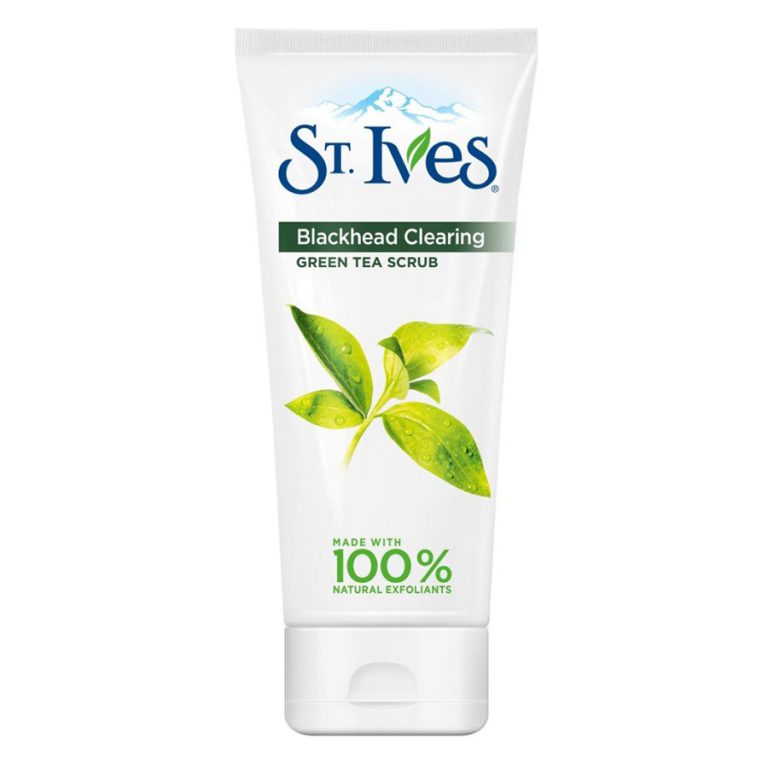 St. Ives®
Blackhead Clearing
GREEN TEA SCRUB
MADE WITH
100%
NATURAL EXFOLIANTS